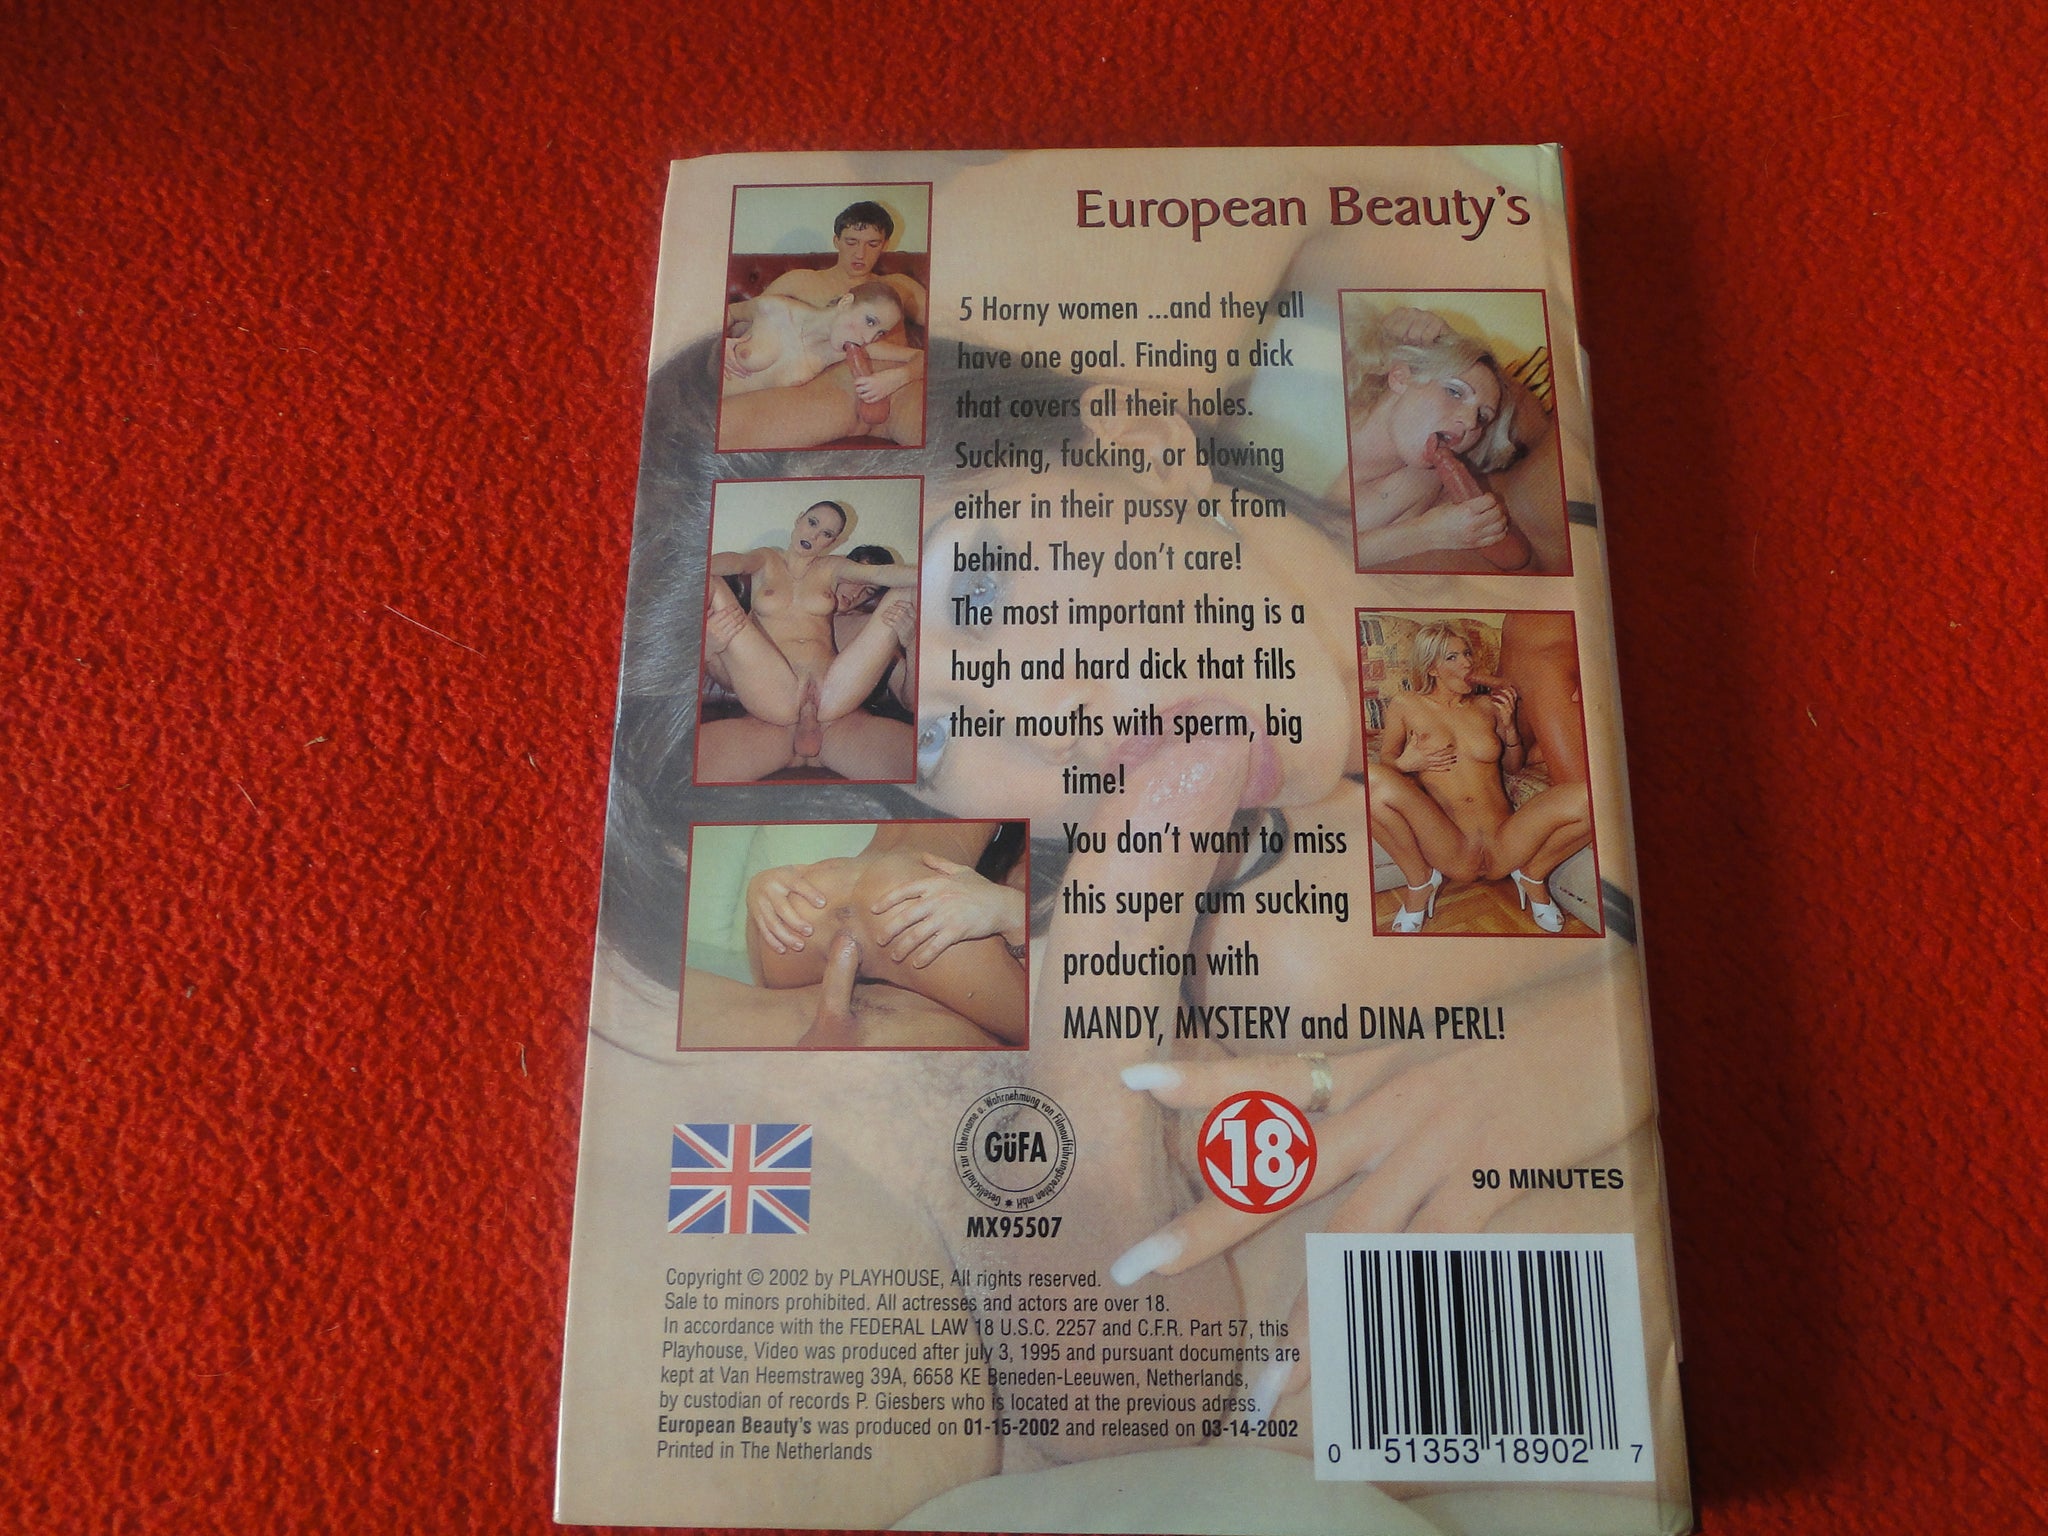 European Beauty's
5 Horny women ...and they all
have one goal. Finding a dick
that covers all their holes.
Sucking, fucking, or blowing
either in their pussy or from
behind. They don't care!
The most important thing is a
hugh and hard dick that fills
their mouths with sperm, big
time!
You don't want to miss
this super cum sucking
production with
MANDY, MYSTERY and DINA PERL!
Gesellschaft zur Übername u. Wahrnehmung von Filmaufführungsrechten mbH
GüFA
MX95507
18
90 MINUTES
Copyright © 2002 by PLAYHOUSE, All rights reserved.
Sale to minors prohibited. All actresses and actors are over 18.
In accordance with the FEDERAL LAW 18 U.S.C. 2257 and C.F.R. Part 57, this
Playhouse, Video was produced after july 3, 1995 and pursuant documents are
kept at Van Heemstraweg 39A, 6658 KE Beneden-Leeuwen, Netherlands,
by custodian of records P. Giesbers who is located at the previous adress.
European Beauty's was produced on 01-15-2002 and released on 03-14-2002
Printed in The Netherlands
0 51353 18902 7